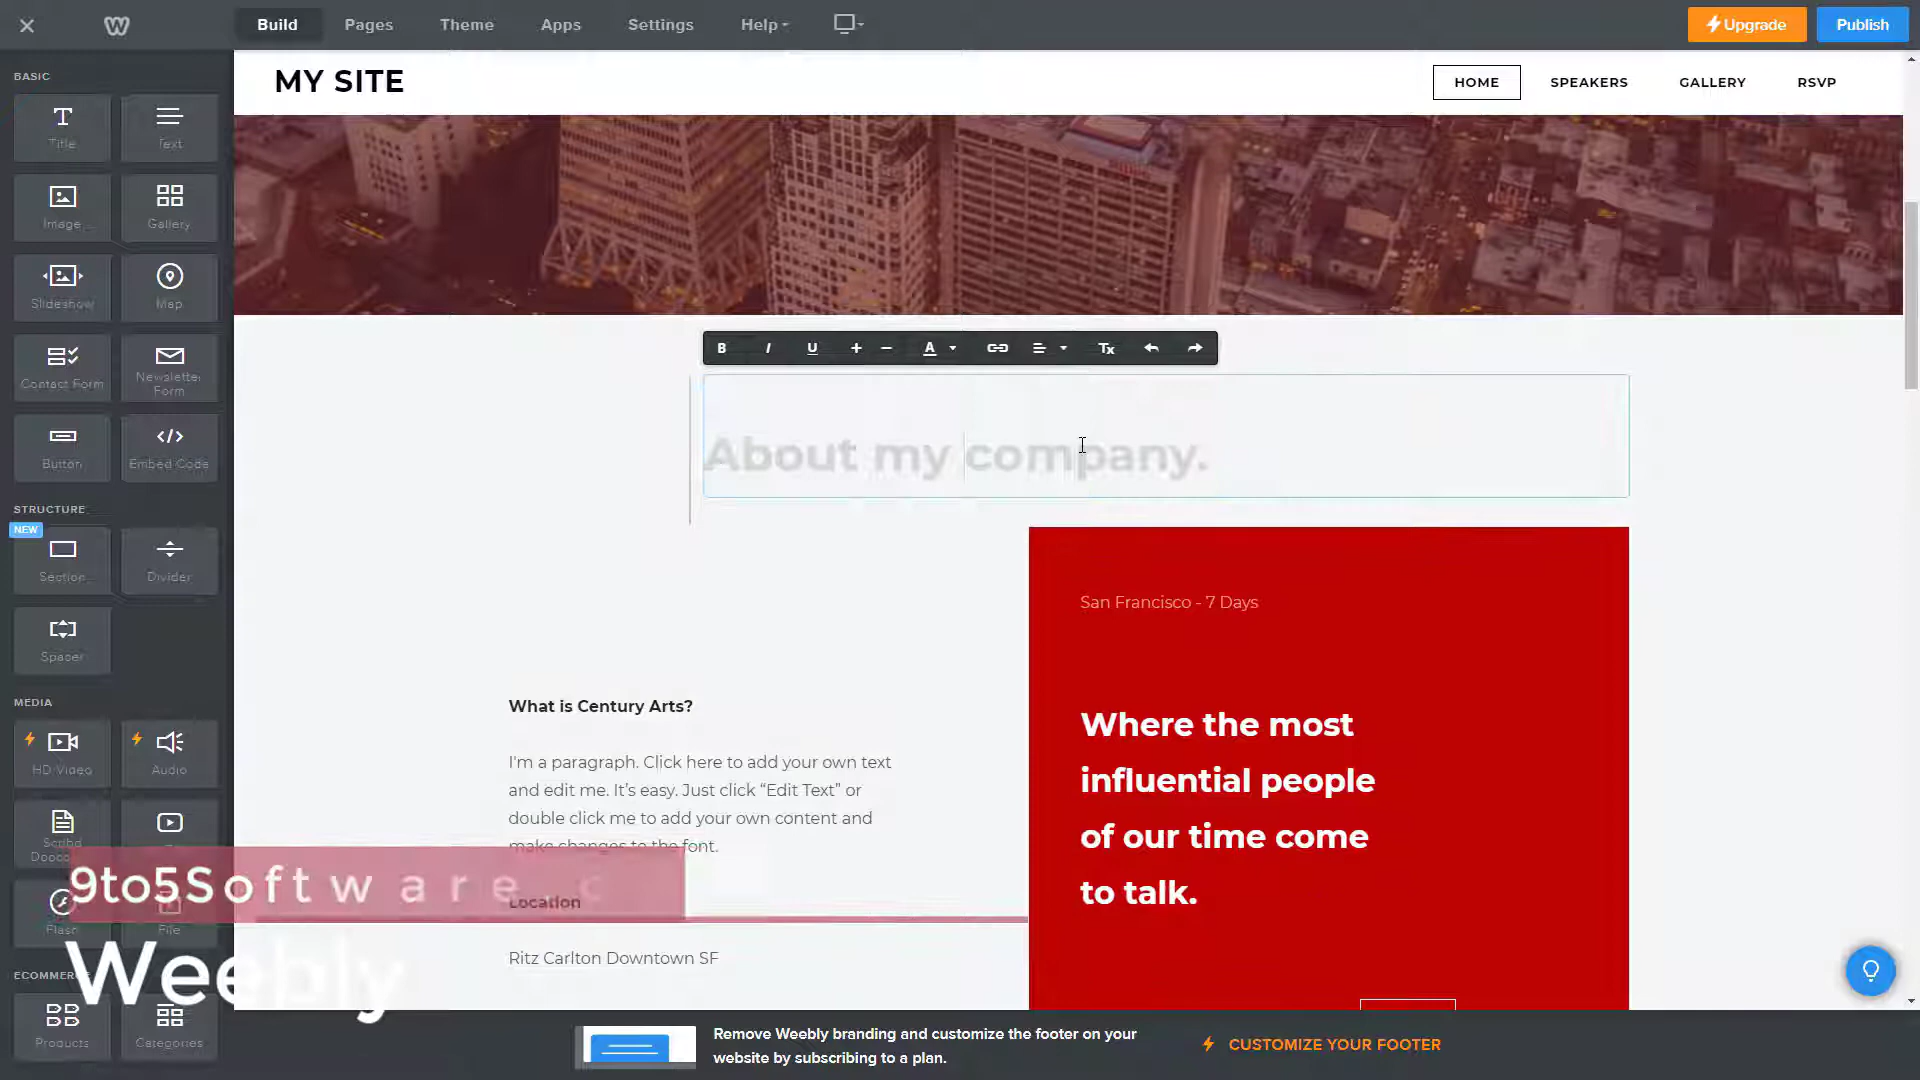 Build
Pages
Theme
Apps
Settings
Help
Upgrade
Publish
BASIC
Title
Text
Image
Gallery
Slideshow
Map
Contact Form
Newsletter
Form
Button
Embed Code
STRUCTURE
NEW
Section
Divider
Spacer
MEDIA
HD Video
Audio
Flash
File
ECOMMERCE
Products
Categories
MY SITE
HOME
SPEAKERS
GALLERY
RSVP
B I U + − A Tx
About my company.
What is Century Arts?
I'm a paragraph. Click here to add your own text
and edit me. It’s easy. Just click “Edit Text” or
double click me to add your own content and
make changes to the font.
Location
Ritz Carlton Downtown SF
San Francisco - 7 Days
Where the most
influential people
of our time come
to talk.
9to5Software.c
Weebly
Remove Weebly branding and customize the footer on your
website by subscribing to a plan.
CUSTOMIZE YOUR FOOTER